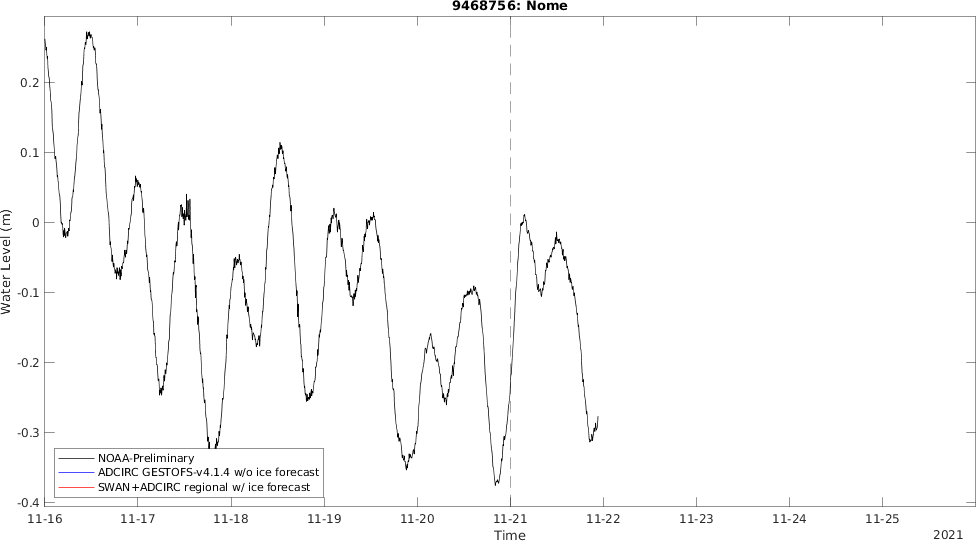 9468756: Nome
Water Level (m)
0.2
0.1
0
-0.1
-0.2
-0.3
-0.4
NOAA-Preliminary
ADCIRC GESTOFS-v4.1.4 w/o ice forecast
SWAN+ADCIRC regional w/ ice forecast
11-16 11-17 11-18 11-19 11-20 11-21 11-22 11-23 11-24 11-25
Time
2021